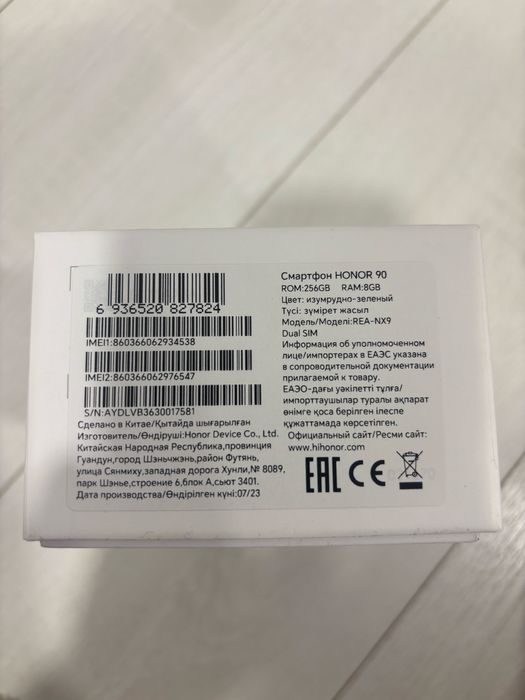 6 936520 827824
IMEI1:860366062934538
IMEI2:860366062976547
S/N:AYDLVB3630017581
Сделано в Китае/Қытайда шығарылған
Изготовитель/Өндіруші:Honor Device Co., Ltd.
Китайская Народная Республика,провинция
Гуандун,город Шэньчжэнь,район Футянь,
улица Сянмиху,западная дорога Хунли,№ 8089,
парк Шэнье,строение 6,блок А,сьют 3401.
Дата производства/Өндірілген күні:07/23
Смартфон HONOR 90
ROM:256GB RAM:8GB
Цвет: изумрудно-зеленый
Түсі: зүмірет жасыл
Модель/Моделі:REA-NX9
Dual SIM
Информация об уполномоченном
лице/импортерах в ЕАЭС указана
в сопроводительной документации
прилагаемой к товару.
ЕАЭО-дағы уәкілетті тұлға/
импорттаушылар туралы ақпарат
өнімге қоса берілген ілеспе
құжаттамада көрсетілген.
Официальный сайт/Ресми сайт:
www.hihonor.com
EAC CE